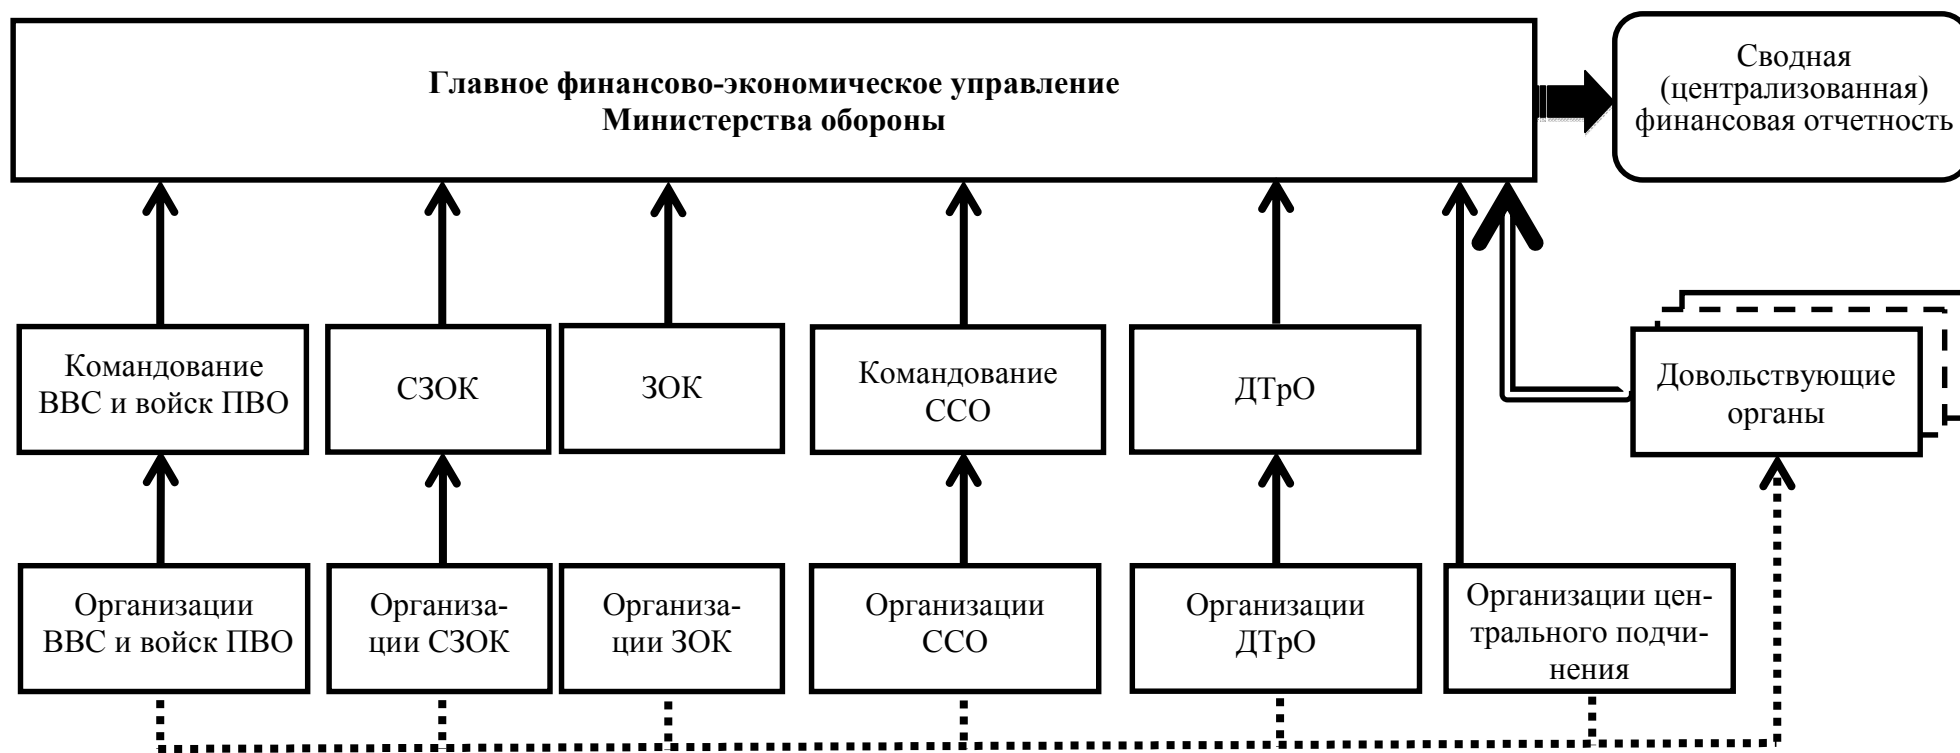 Главное финансово-экономическое управление
Министерства обороны
Сводная
(централизованная)
финансовая отчетность
Командование
ВВС и войск ПВО
СЗОК
ЗОК
Командование
ССО
ДТрО
Довольствующие
органы
Организации
ВВС и войск ПВО
Организа-
ции СЗОК
Организа-
ции ЗОК
Организации
ССО
Организации
ДТрО
Организации цен-
трального подчи-
нения